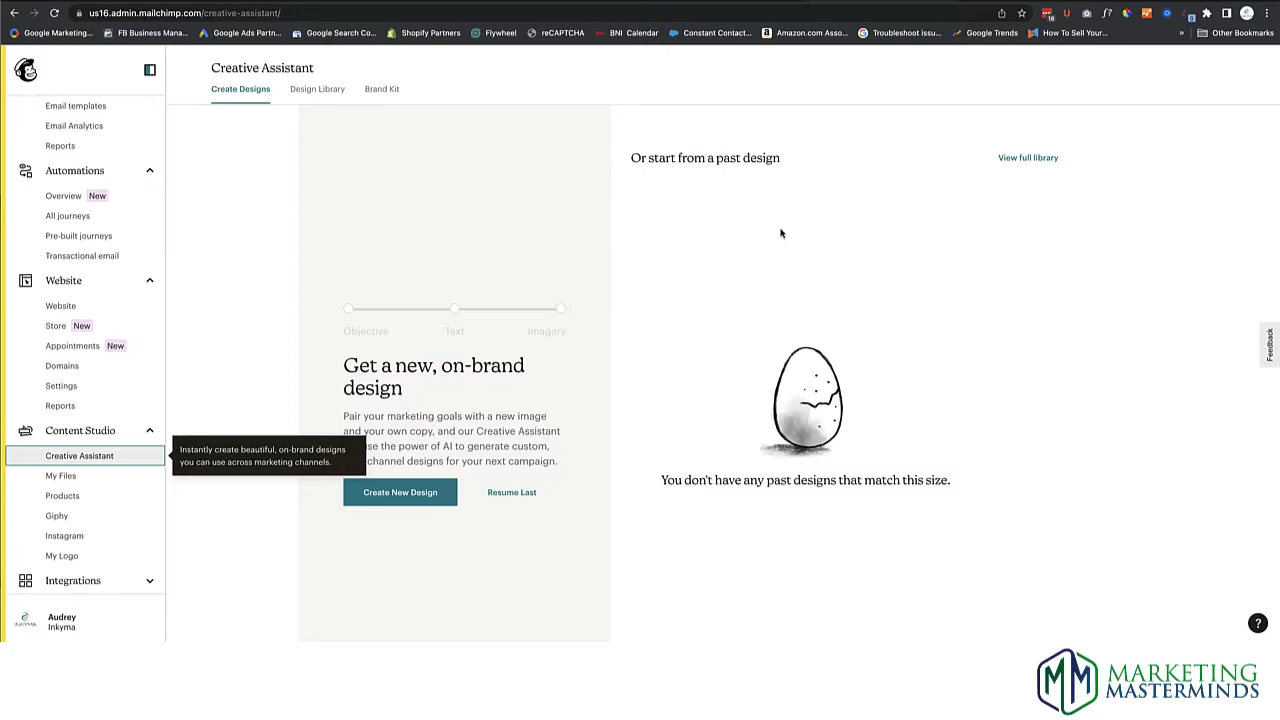 us16.admin.mailchimp.com/creative-assistant/
Google Marketing...
FB Business Mana...
Google Ads Partn...
Google Search Co...
Shopify Partners
Flywheel
reCAPTCHA
BNI Calendar
Constant Contact...
Amazon.com Asso...
Troubleshoot issu...
Google Trends
How To Sell Your...
»
Other Bookmarks
Creative Assistant
Create Designs
Design Library
Brand Kit
Email templates
Email Analytics
Reports
Automations
Overview New
All journeys
Pre-built journeys
Transactional email
Website
Website
Store New
Appointments New
Domains
Settings
Reports
Content Studio
Creative Assistant
My Files
Products
Giphy
Instagram
My Logo
Integrations
Audrey
Inkyma
Instantly create beautiful, on-brand designs
you can use across marketing channels.
Objective
Text
Imagery
Get a new, on-brand
design
Pair your marketing goals with a new image
and your own copy, and our Creative Assistant
use the power of AI to generate custom,
channel designs for your next campaign.
Create New Design
Resume Last
Or start from a past design
View full library
You don't have any past designs that match this size.
Feedback
?
MM
MARKETING
MASTERMINDS